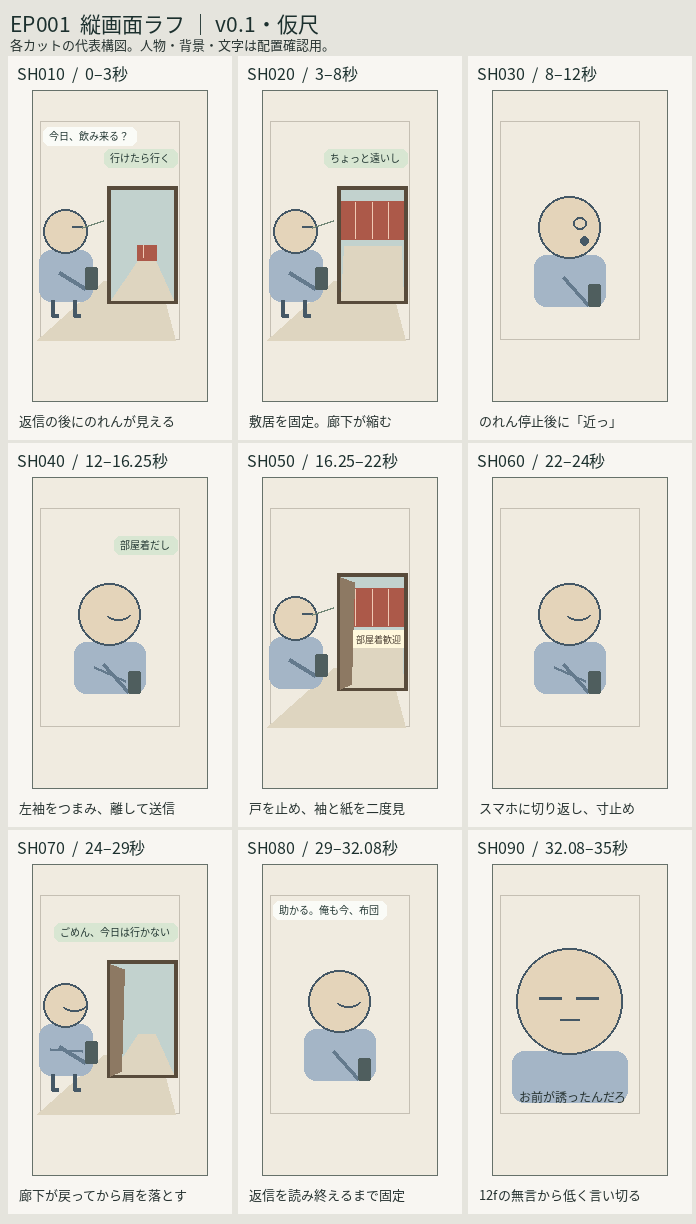 EP001 縦画面ラフ｜v0.1・仮尺
各カットの代表構図。人物・背景・文字は配置確認用。
SH010 / 0–3秒
今日、飲み来る？
行けたら行く
返信の後にのれんが見える
SH020 / 3–8秒
ちょっと遠いし
敷居を固定。廊下が縮む
SH030 / 8–12秒
のれん停止後に「近っ」
SH040 / 12–16.25秒
部屋着だし
左袖をつまみ、離して送信
SH050 / 16.25–22秒
部屋着歓迎
戸を止め、袖と紙を二度見
SH060 / 22–24秒
スマホに切り返し、寸止め
SH070 / 24–29秒
ごめん、今日は行かない
廊下が戻ってから肩を落とす
SH080 / 29–32.08秒
助かる。俺も今、布団
返信を読み終えるまで固定
SH090 / 32.08–35秒
お前が誘ったんだろ
12fの無言から低く言い切る